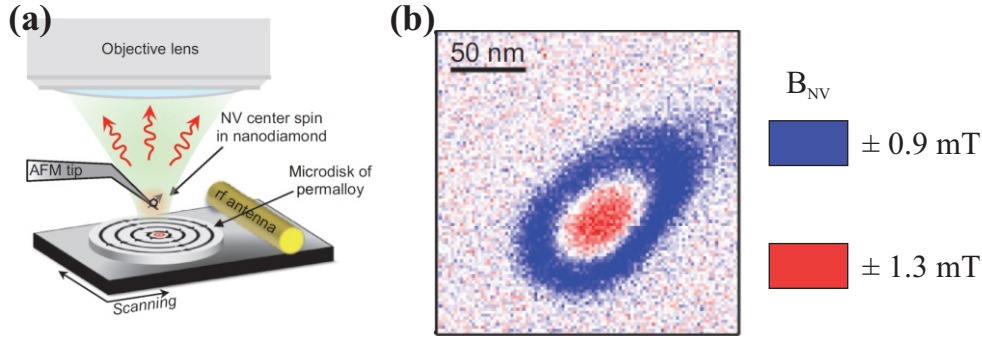 (a)
Objective lens
NV center spin
in nanodiamond
AFM tip
Microdisk of
permalloy
rf antenna
Scanning
(b)
50 nm
B_NV
± 0.9 mT
± 1.3 mT